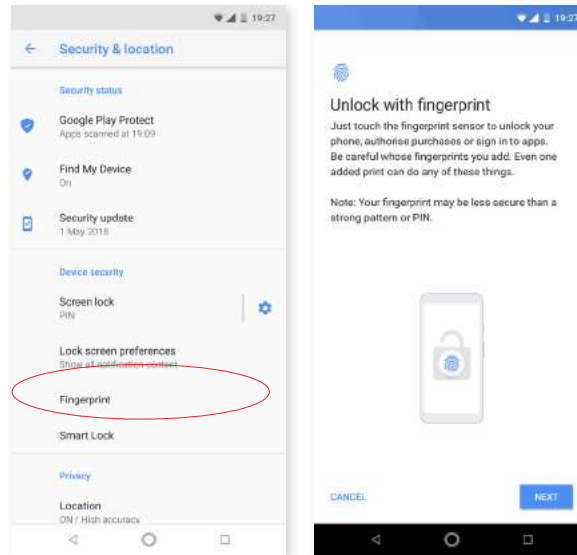 19:27
Security & location
Security status
Google Play Protect
Apps scanned at 19:09
Find My Device
On
Security update
1 May 2018
Device security
Screen lock
PIN
Lock screen preferences
Show all notification content
Fingerprint
Smart Lock
Privacy
Location
ON / High accuracy
19:27
Unlock with fingerprint
Just touch the fingerprint sensor to unlock your
phone, authorise purchases or sign in to apps.
Be careful whose fingerprints you add. Even one
added print can do any of these things.
Note: Your fingerprint may be less secure than a
strong pattern or PIN.
CANCEL
NEXT